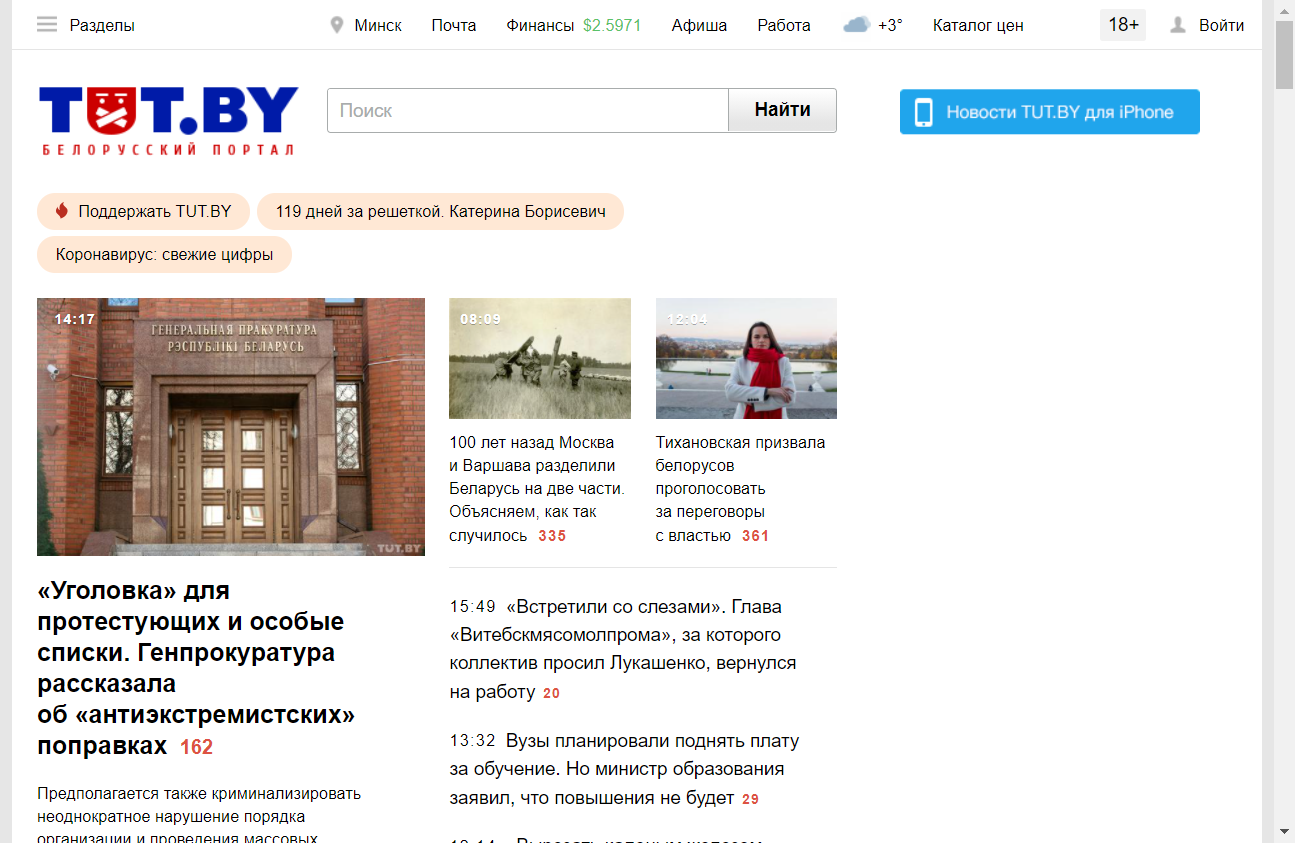 Разделы
Минск
Почта
Финансы $2.5971
Афиша
Работа
+3°
Каталог цен
18+
Войти
TUT.BY
БЕЛОРУССКИЙ ПОРТАЛ
Поиск
Найти
Новости TUT.BY для iPhone
Поддержать TUT.BY
119 дней за решеткой. Катерина Борисевич
Коронавирус: свежие цифры
14:17
ГЕНЕРАЛЬНАЯ ПРАКУРАТУРА
РЭСПУБЛІКІ БЕЛАРУСЬ
TUT.BY
«Уголовка» для
протестующих и особые
списки. Генпрокуратура
рассказала
об «антиэкстремистских»
поправках 162
Предполагается также криминализировать
неоднократное нарушение порядка
организации и проведения массовых
08:09
100 лет назад Москва
и Варшава разделили
Беларусь на две части.
Объясняем, как так
случилось 335
12:04
Тихановская призвала
белорусов
проголосовать
за переговоры
с властью 361
15:49 «Встретили со слезами». Глава
«Витебскмясомолпрома», за которого
коллектив просил Лукашенко, вернулся
на работу 20
13:32 Вузы планировали поднять плату
за обучение. Но министр образования
заявил, что повышения не будет 29